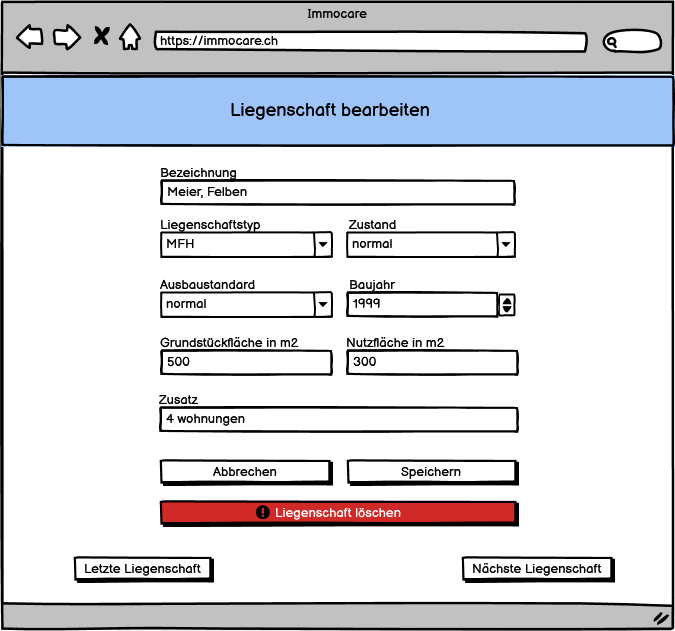 Immocare
https://immocare.ch
Liegenschaft bearbeiten
Bezeichnung
Meier, Felben
Liegenschaftstyp Zustand
MFH normal
Ausbaustandard Baujahr
normal 1999
Grundstückfläche in m2 Nutzfläche in m2
500 300
Zusatz
4 wohnungen
Abbrechen Speichern
Liegenschaft löschen
Letzte Liegenschaft Nächste Liegenschaft